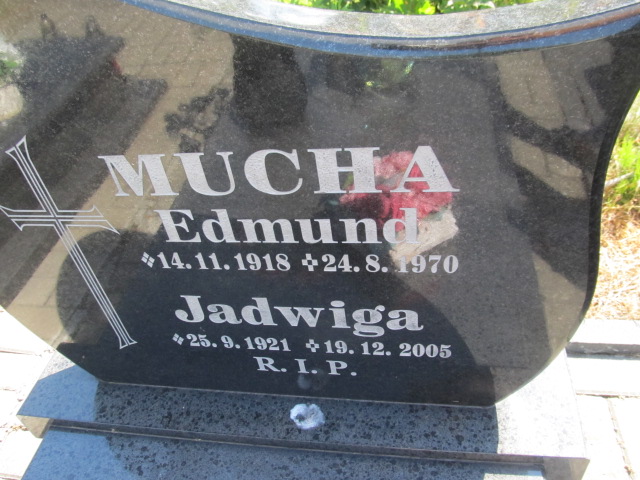 MUCHA
Edmund
14.11.1918 24.8.1970
Jadwiga
25.9.1921 19.12.2005
R.I.P.